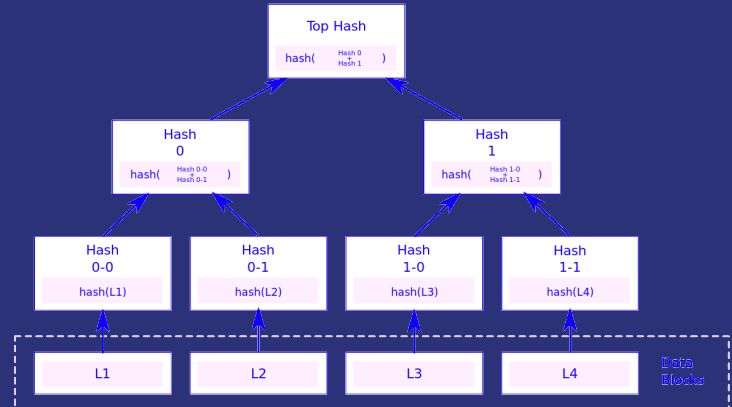 Top Hash
hash( Hash 0 + Hash 1 )
Hash
0
hash( Hash 0-0 + Hash 0-1 )
Hash
1
hash( Hash 1-0 + Hash 1-1 )
Hash
0-0
hash(L1)
Hash
0-1
hash(L2)
Hash
1-0
hash(L3)
Hash
1-1
hash(L4)
L1
L2
L3
L4
Data
Blocks